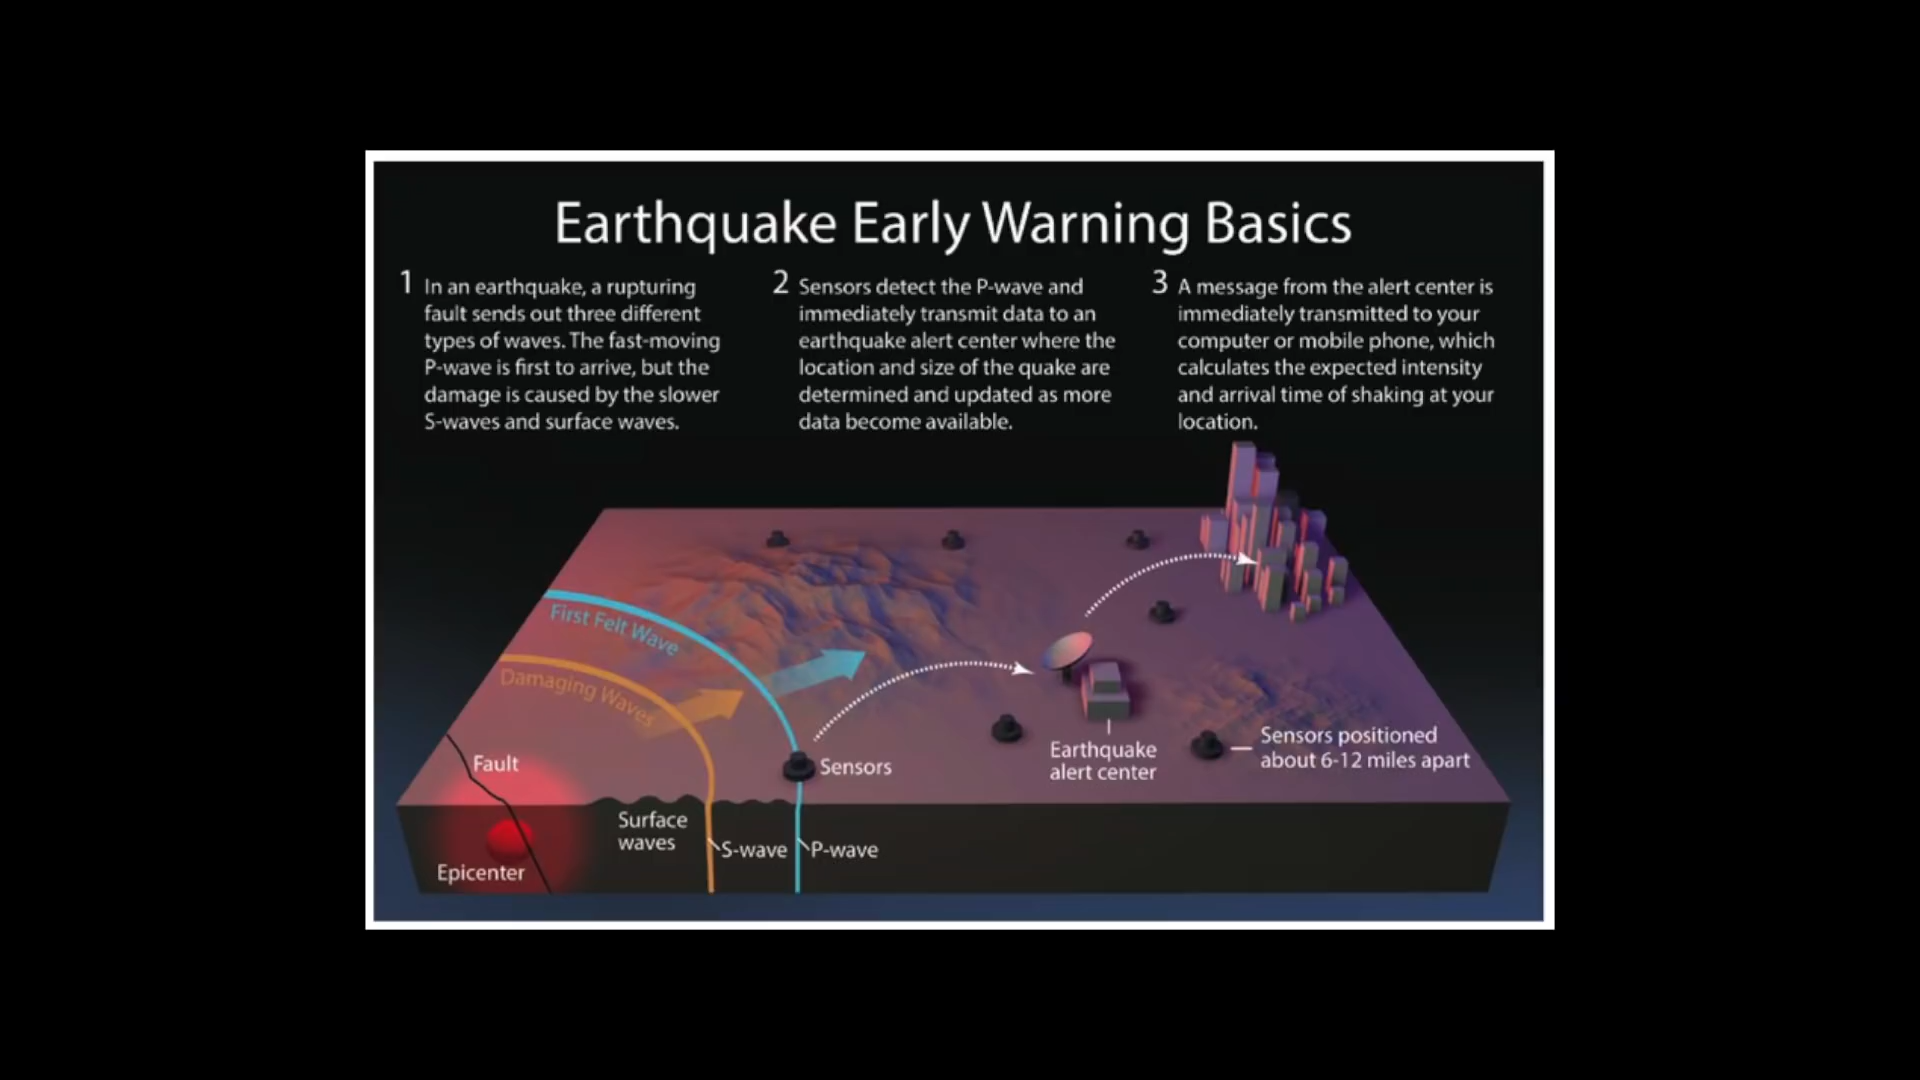 Earthquake Early Warning Basics
1 In an earthquake, a rupturing
fault sends out three different
types of waves. The fast-moving
P-wave is first to arrive, but the
damage is caused by the slower
S-waves and surface waves.
2 Sensors detect the P-wave and
immediately transmit data to an
earthquake alert center where the
location and size of the quake are
determined and updated as more
data become available.
3 A message from the alert center is
immediately transmitted to your
computer or mobile phone, which
calculates the expected intensity
and arrival time of shaking at your
location.
First Felt Wave
Damaging Waves
Fault
Sensors
Earthquake
alert center
Sensors positioned
about 6-12 miles apart
Surface
waves
S-wave
P-wave
Epicenter